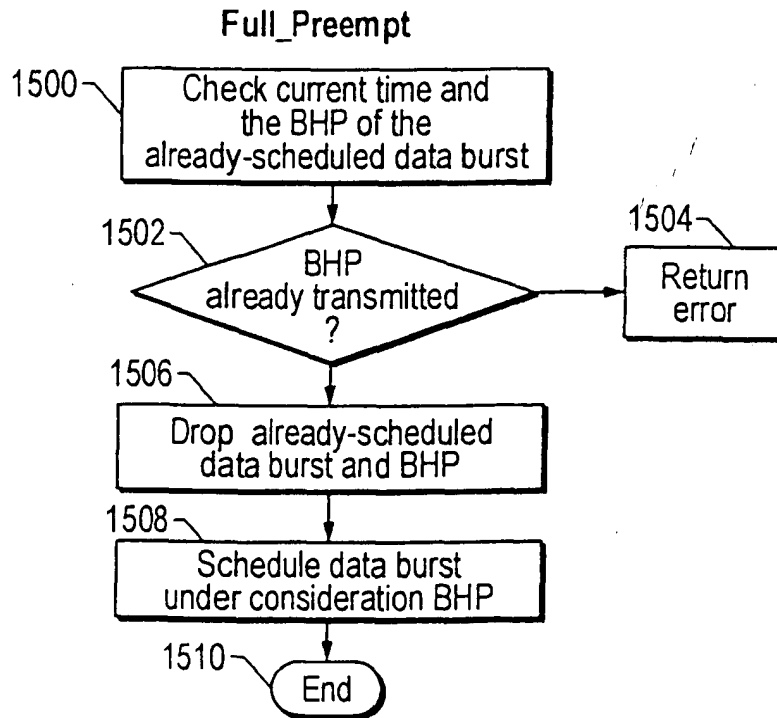 Full_Preempt
1500
Check current time and
the BHP of the
already-scheduled data burst
1502
BHP
already transmitted
?
1504
Return
error
1506
Drop already-scheduled
data burst and BHP
1508
Schedule data burst
under consideration BHP
1510
End